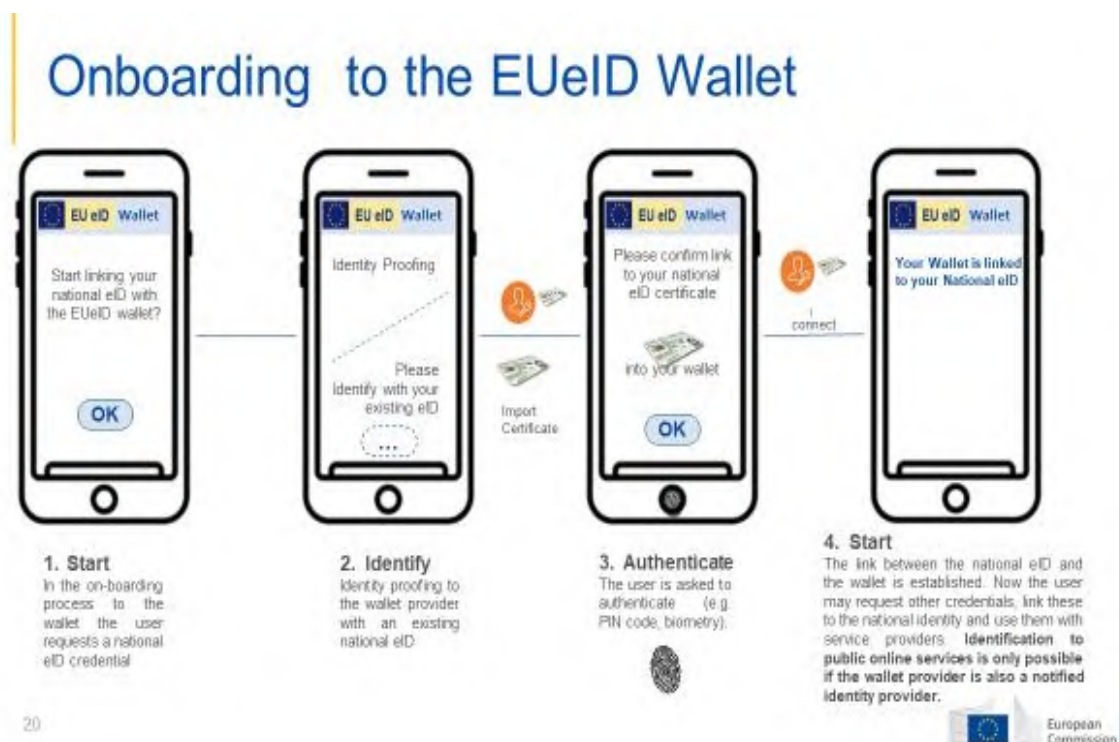 Onboarding to the EUeID Wallet
EU eID Wallet
Start linking your
national eID with
the EUeID wallet?
OK
EU eID Wallet
Identity Proofing
Please
Identify with your
existing eID
...
Import
Certificate
EU eID Wallet
Please confirm link
to your national
eID certificate
into your wallet
OK
I
connect
EU eID Wallet
Your Wallet is linked
to your National eID
1. Start
In the on-boarding
process to the
wallet the user
requests a national
eID credential
2. Identify
Identity proofing to
the wallet provider
with an existing
national eID
3. Authenticate
The user is asked to
authenticate (e.g.
PIN code, biometry).
4. Start
The link between the national eID and
the wallet is established. Now the user
may request other credentials, link these
to the national identity and use them with
service providers. Identification to
public online services is only possible
if the wallet provider is also a notified
identity provider.
20
European
Commission